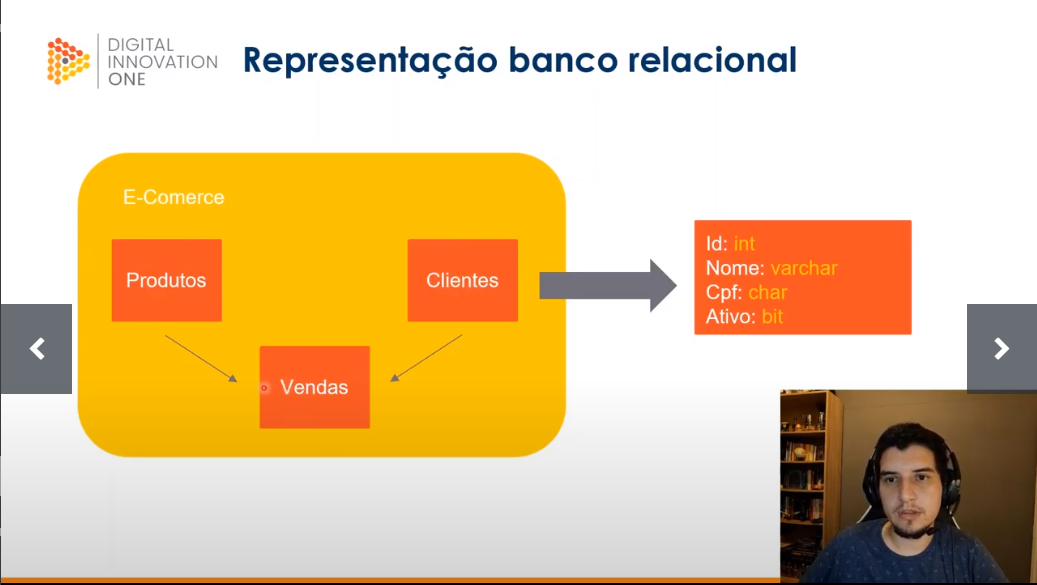 DIGITAL
INNOVATION
ONE
Representação banco relacional
E-Comerce
Produtos
Clientes
Vendas
Id: int
Nome: varchar
Cpf: char
Ativo: bit